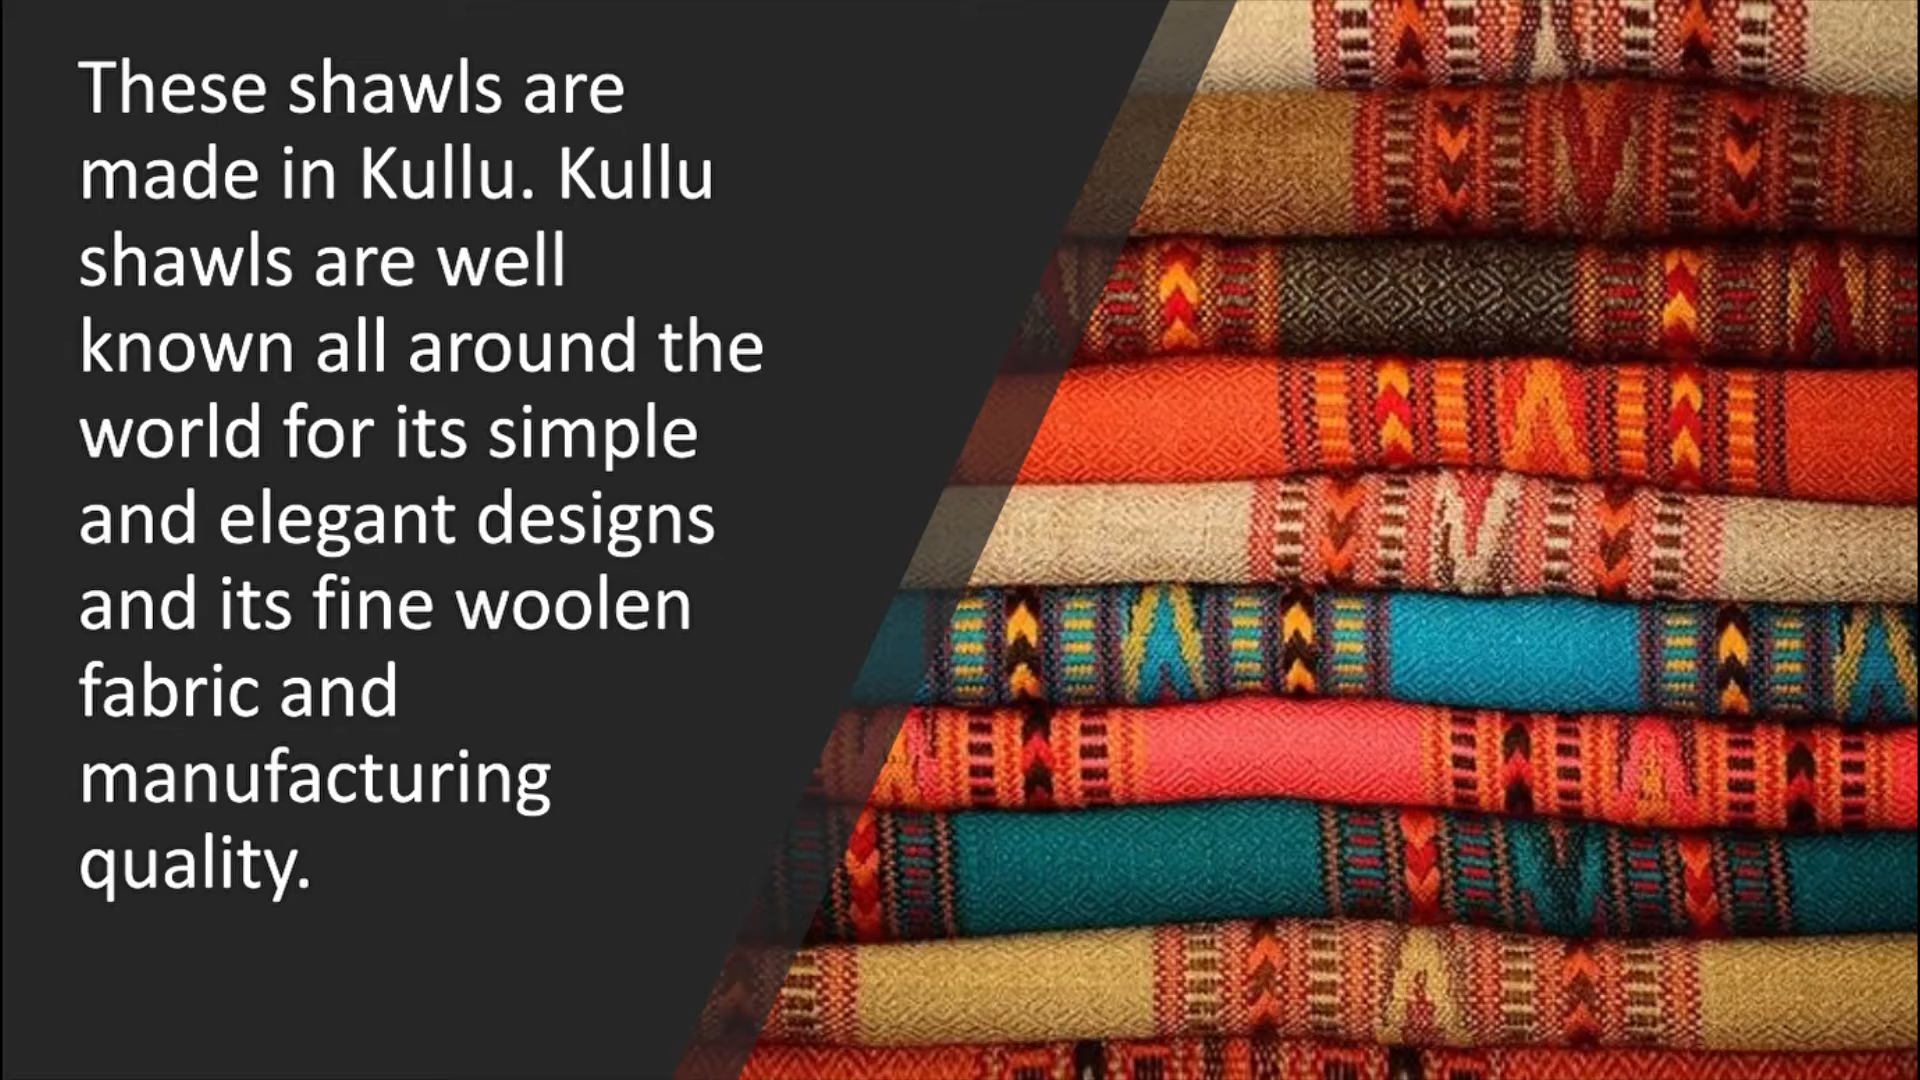 These shawls are
made in Kullu. Kullu
shawls are well
known all around the
world for its simple
and elegant designs
and its fine woolen
fabric and
manufacturing
quality.